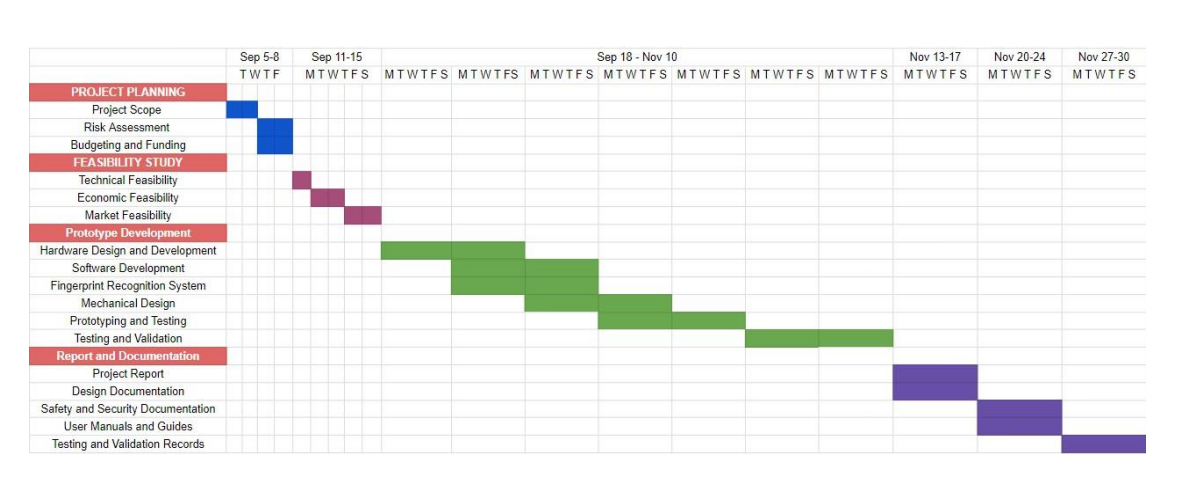 Sep 5-8 Sep 11-15 Sep 18 - Nov 10 Nov 13-17 Nov 20-24 Nov 27-30
T W T F M T W T F S M T W T F S M T W T F S M T W T F S M T W T F S M T W T F S M T W T F S M T W T F S M T W T F S M T W T F S M T W T F S
PROJECT PLANNING
Project Scope
Risk Assessment
Budgeting and Funding
FEASIBILITY STUDY
Technical Feasibility
Economic Feasibility
Market Feasibility
Prototype Development
Hardware Design and Development
Software Development
Fingerprint Recognition System
Mechanical Design
Prototyping and Testing
Testing and Validation
Report and Documentation
Project Report
Design Documentation
Safety and Security Documentation
User Manuals and Guides
Testing and Validation Records